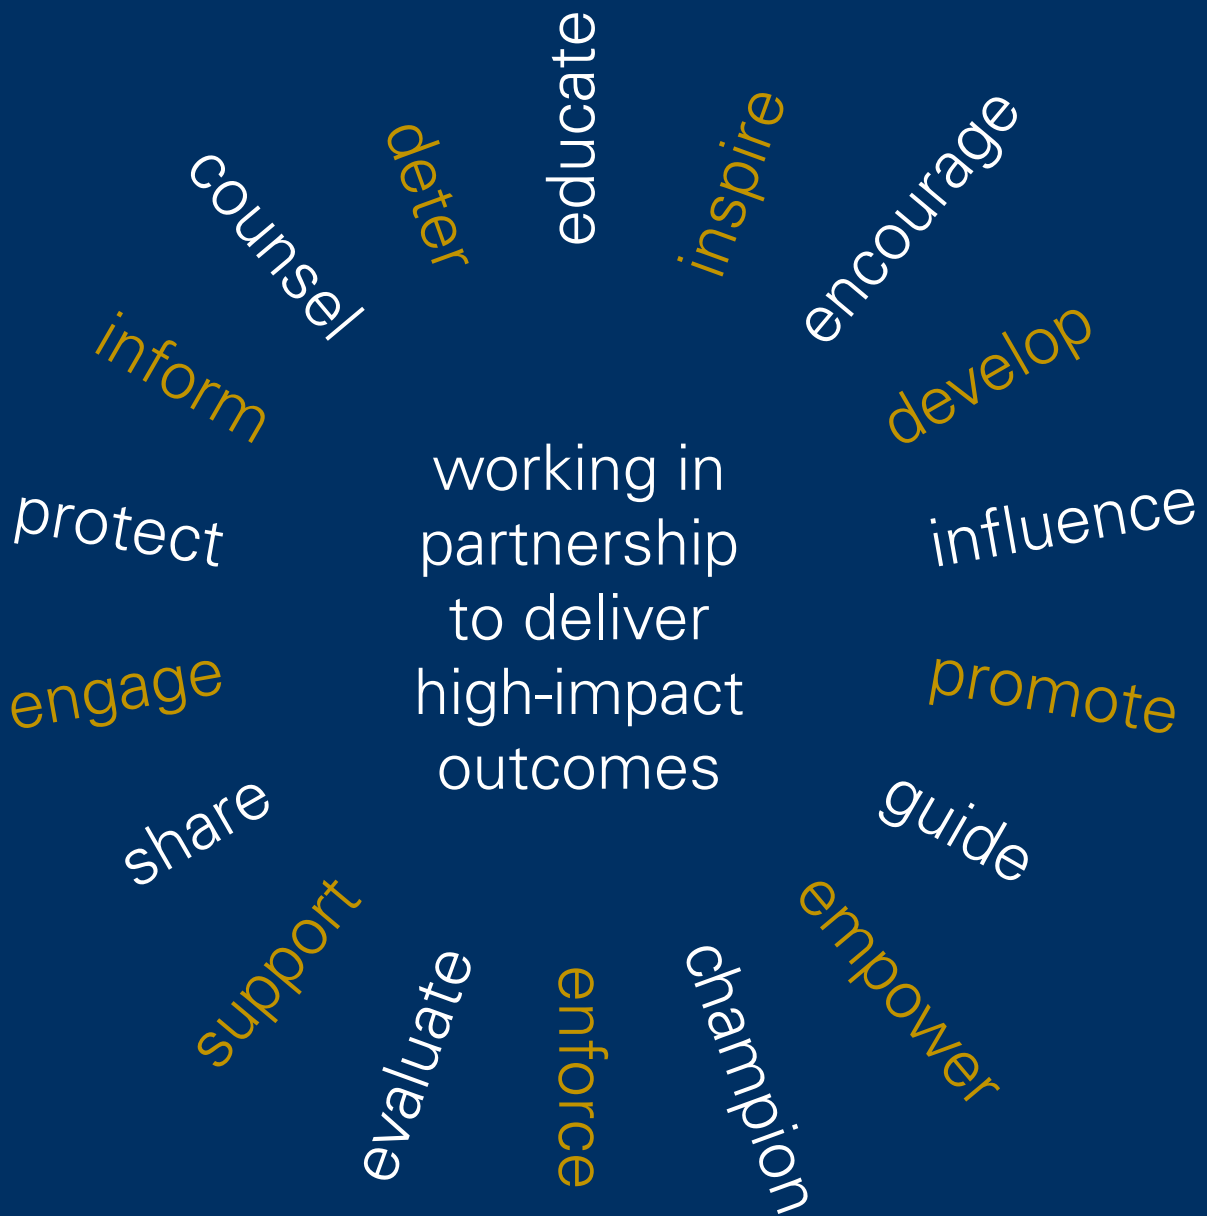 educate
inspire
encourage
develop
influence
promote
guide
empower
champion
enforce
evaluate
support
share
engage
protect
inform
counsel
deter
working in
partnership
to deliver
high-impact
outcomes